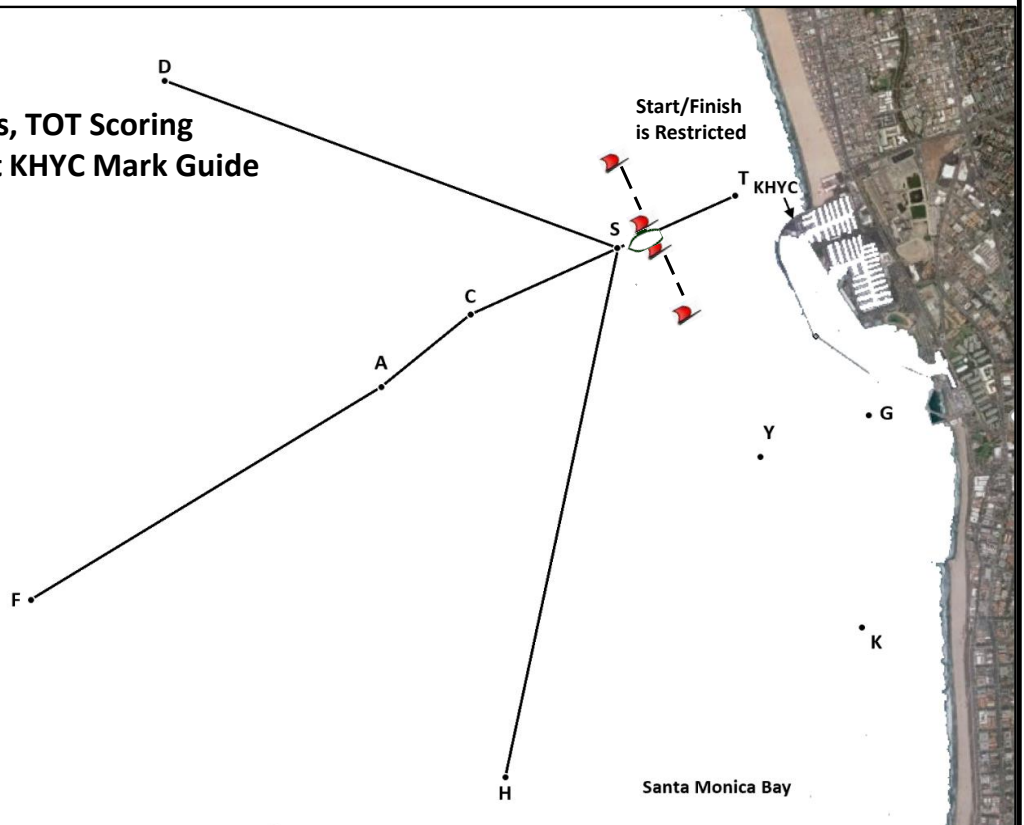 D
s, TOT Scoring
KHYC Mark Guide
Start/Finish
is Restricted
T
KHYC
S
C
A
G
Y
F
K
H
Santa Monica Bay